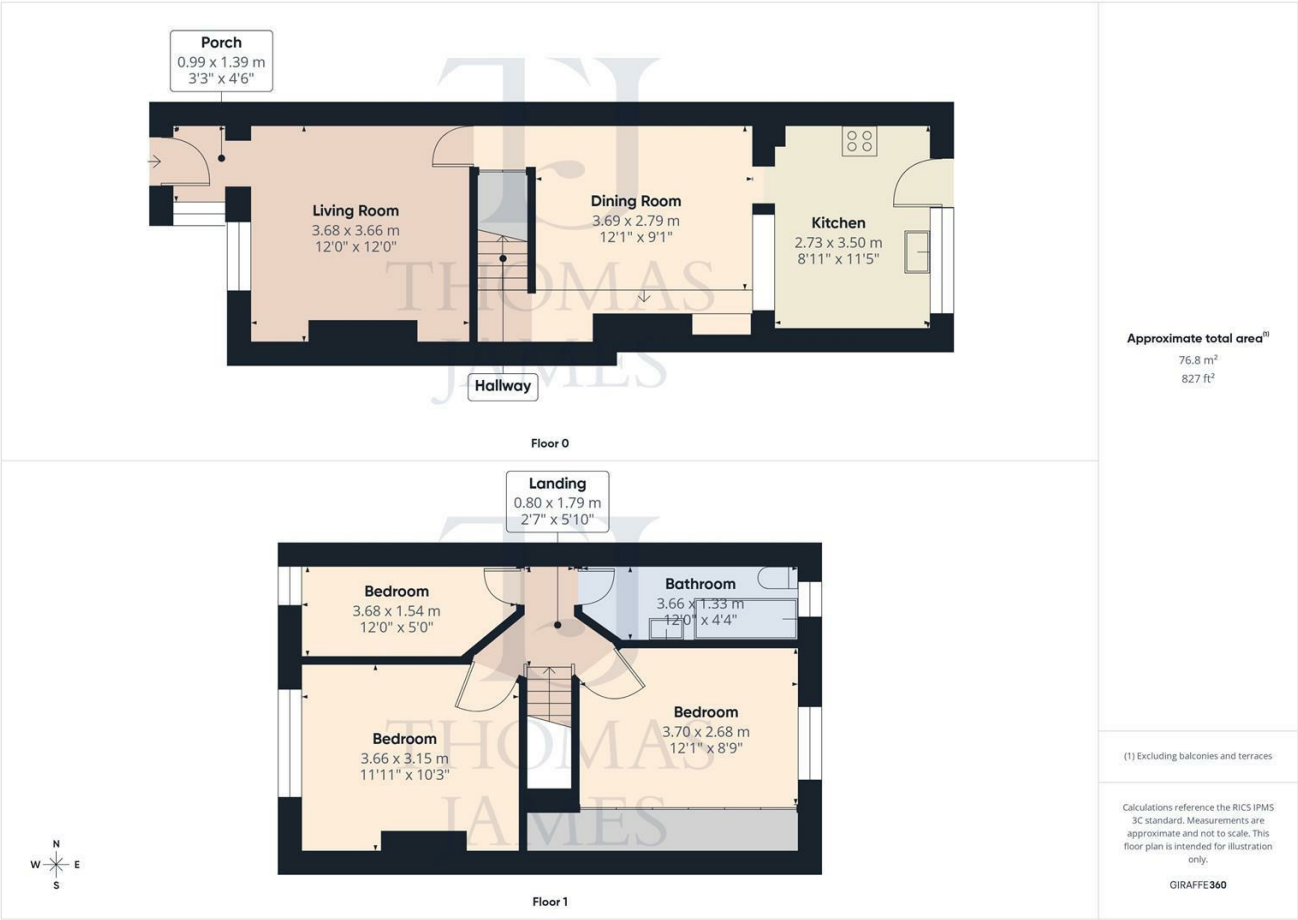 Porch
0.99 x 1.39 m
3'3" x 4'6"
Living Room
3.68 x 3.66 m
12'0" x 12'0"
Dining Room
3.69 x 2.79 m
12'1" x 9'1"
Kitchen
2.73 x 3.50 m
8'11" x 11'5"
Hallway
TJ
THOMAS
JAMES
Floor 0
Landing
0.80 x 1.79 m
2'7" x 5'10"
Bedroom
3.68 x 1.54 m
12'0" x 5'0"
Bathroom
3.66 x 1.33 m
12'0" x 4'4"
Bedroom
3.66 x 3.15 m
11'11" x 10'3"
Bedroom
3.70 x 2.68 m
12'1" x 8'9"
TJ
THOMAS
JAMES
N
W E
S
Floor 1
Approximate total area(1)
76.8 m²
827 ft²
(1) Excluding balconies and terraces
Calculations reference the RICS IPMS
3C standard. Measurements are
approximate and not to scale. This
floor plan is intended for illustration
only.
GIRAFFE360